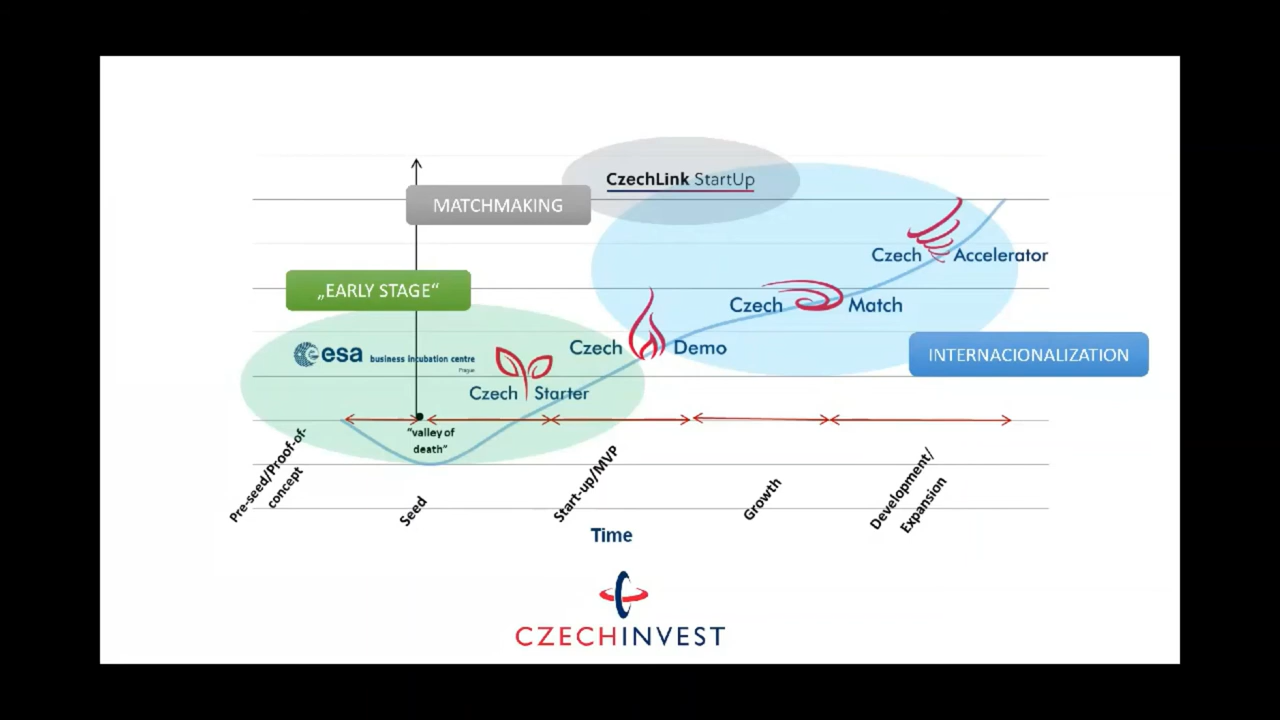 CzechLink StartUp
MATCHMAKING
Czech Accelerator
„EARLY STAGE“
Czech Match
esa business incubation centre
Prague
Czech Demo
INTERNACIONALIZATION
Czech Starter
"valley of
death"
Pre-seed/Proof-of-
concept
Seed
Start-up/MVP
Growth
Development/
Expansion
Time
CZECHINVEST